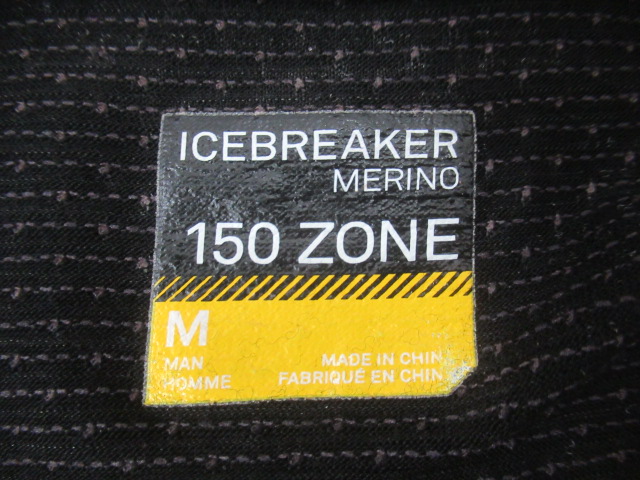 ICEBREAKER
MERINO
150 ZONE
M
MAN
HOMME
MADE IN CHIN
FABRIQUÉ EN CHIN